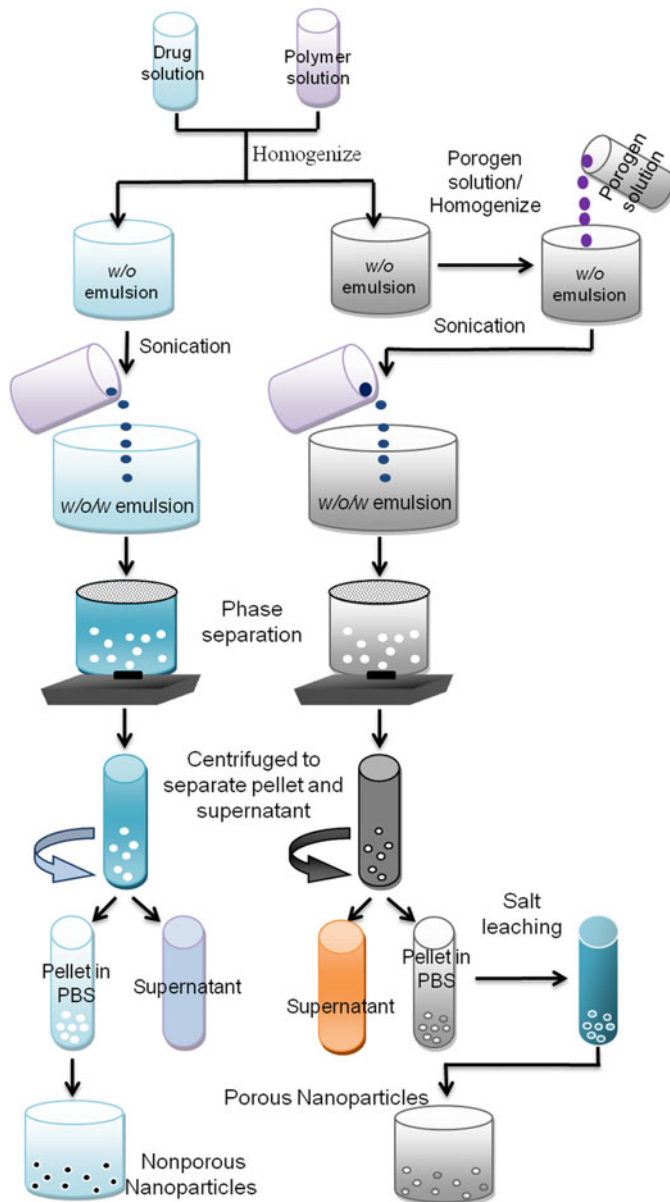 Drug
solution
Polymer
solution
Homogenize
Porogen
solution/
Homogenize
Porogen solution
w/o
emulsion
w/o
emulsion
w/o
emulsion
Sonication
Sonication
w/o/w emulsion
w/o/w emulsion
Phase
separation
Centrifuged to
separate pellet and
supernatant
Salt
leaching
Pellet in
PBS
Supernatant
Supernatant
Pellet in
PBS
Porous Nanoparticles
Nonporous
Nanoparticles